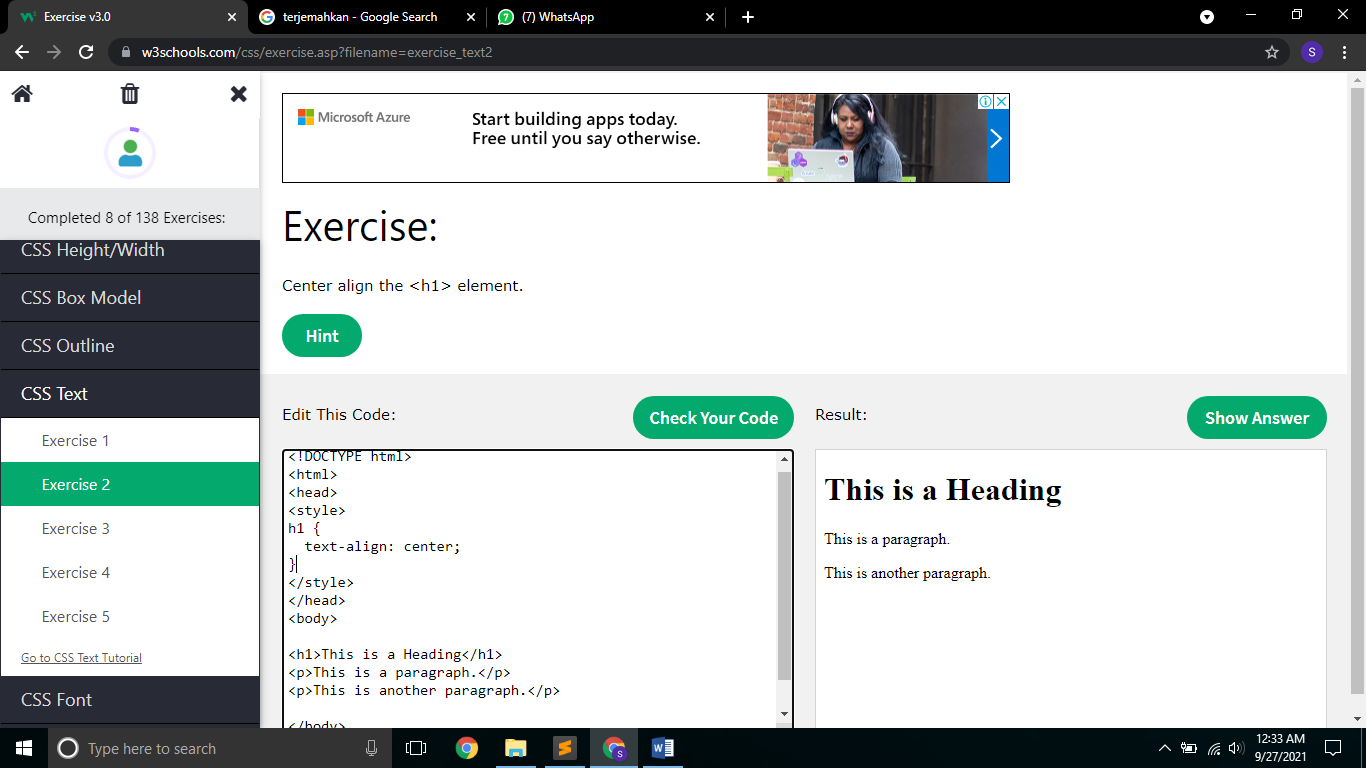 Exercise v3.0
terjemahkan - Google Search
(7) WhatsApp
w3schools.com/css/exercise.asp?filename=exercise_text2
S
Completed 8 of 138 Exercises:
CSS Height/Width
CSS Box Model
CSS Outline
CSS Text
Exercise 1
Exercise 2
Exercise 3
Exercise 4
Exercise 5
Go to CSS Text Tutorial
CSS Font
Microsoft Azure
Start building apps today.
Free until you say otherwise.
Exercise:
Center align the <h1> element.
Hint
Edit This Code:
Check Your Code
<!DOCTYPE html>
<html>
<head>
<style>
h1 {
  text-align: center;
}
</style>
</head>
<body>
<h1>This is a Heading</h1>
<p>This is a paragraph.</p>
<p>This is another paragraph.</p>
</body>
Result:
Show Answer
This is a Heading
This is a paragraph.
This is another paragraph.
Type here to search
12:33 AM
9/27/2021